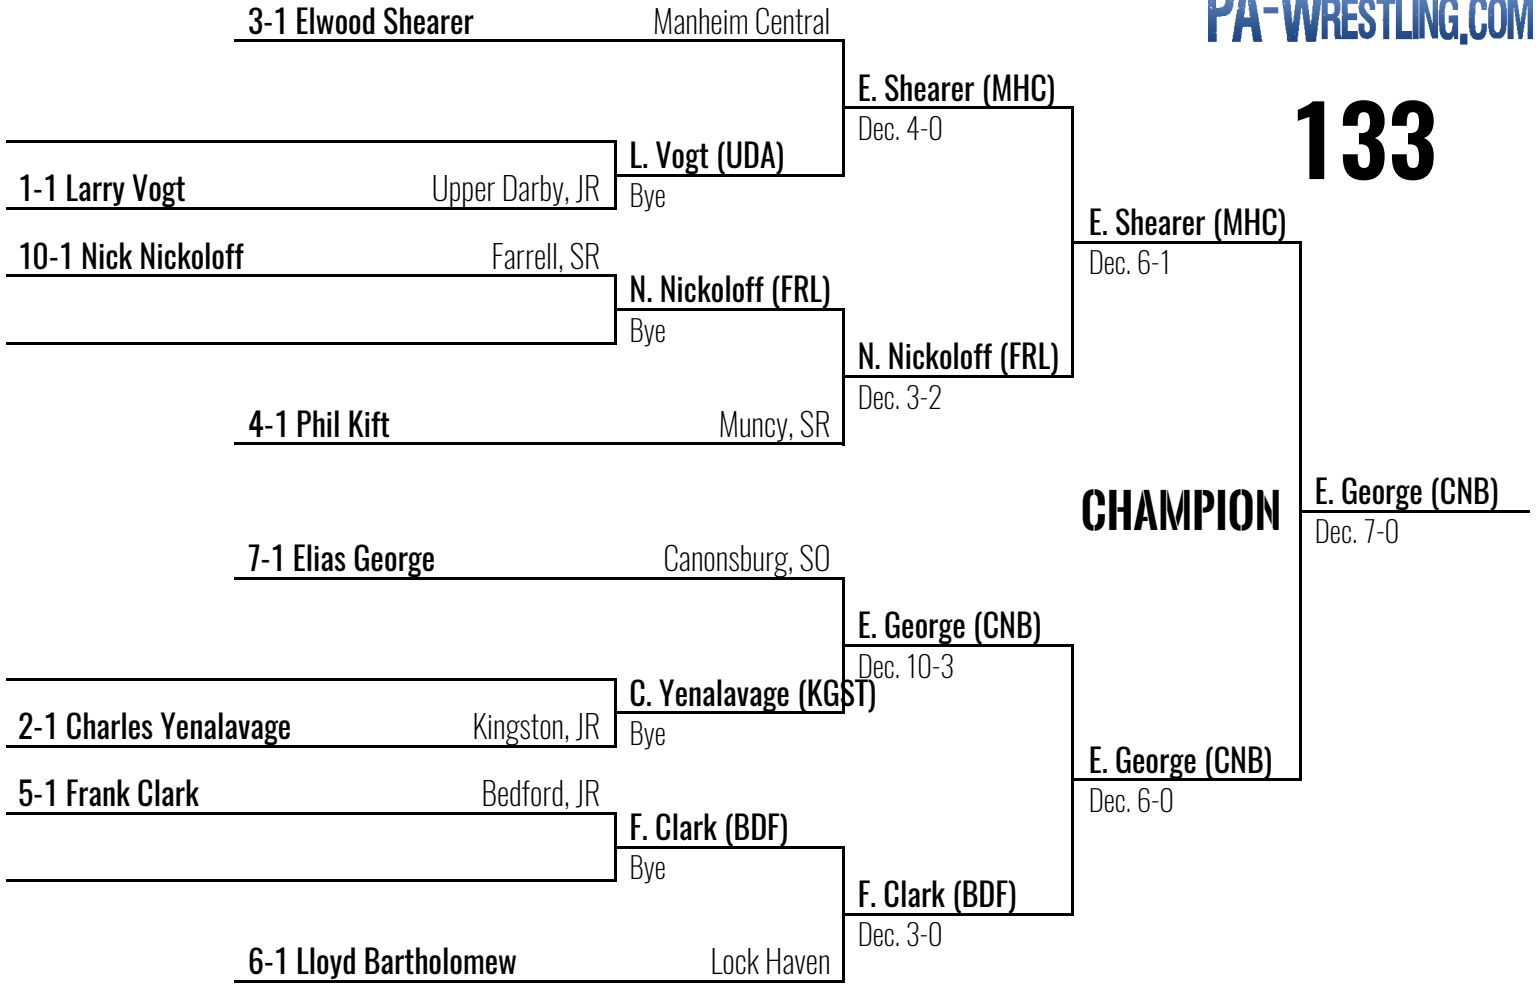 3-1 Elwood Shearer Manheim Central
PA-WRESTLING.COM
E. Shearer (MHC)
Dec. 4-0
133
L. Vogt (UDA)
1-1 Larry Vogt Upper Darby, JR
Bye
E. Shearer (MHC)
Dec. 6-1
10-1 Nick Nickoloff Farrell, SR
N. Nickoloff (FRL)
Bye
N. Nickoloff (FRL)
Dec. 3-2
4-1 Phil Kift Muncy, SR
CHAMPION
E. George (CNB)
Dec. 7-0
7-1 Elias George Canonsburg, SO
E. George (CNB)
Dec. 10-3
C. Yenalavage (KGST)
2-1 Charles Yenalavage Kingston, JR
Bye
E. George (CNB)
Dec. 6-0
5-1 Frank Clark Bedford, JR
F. Clark (BDF)
Bye
F. Clark (BDF)
Dec. 3-0
6-1 Lloyd Bartholomew Lock Haven